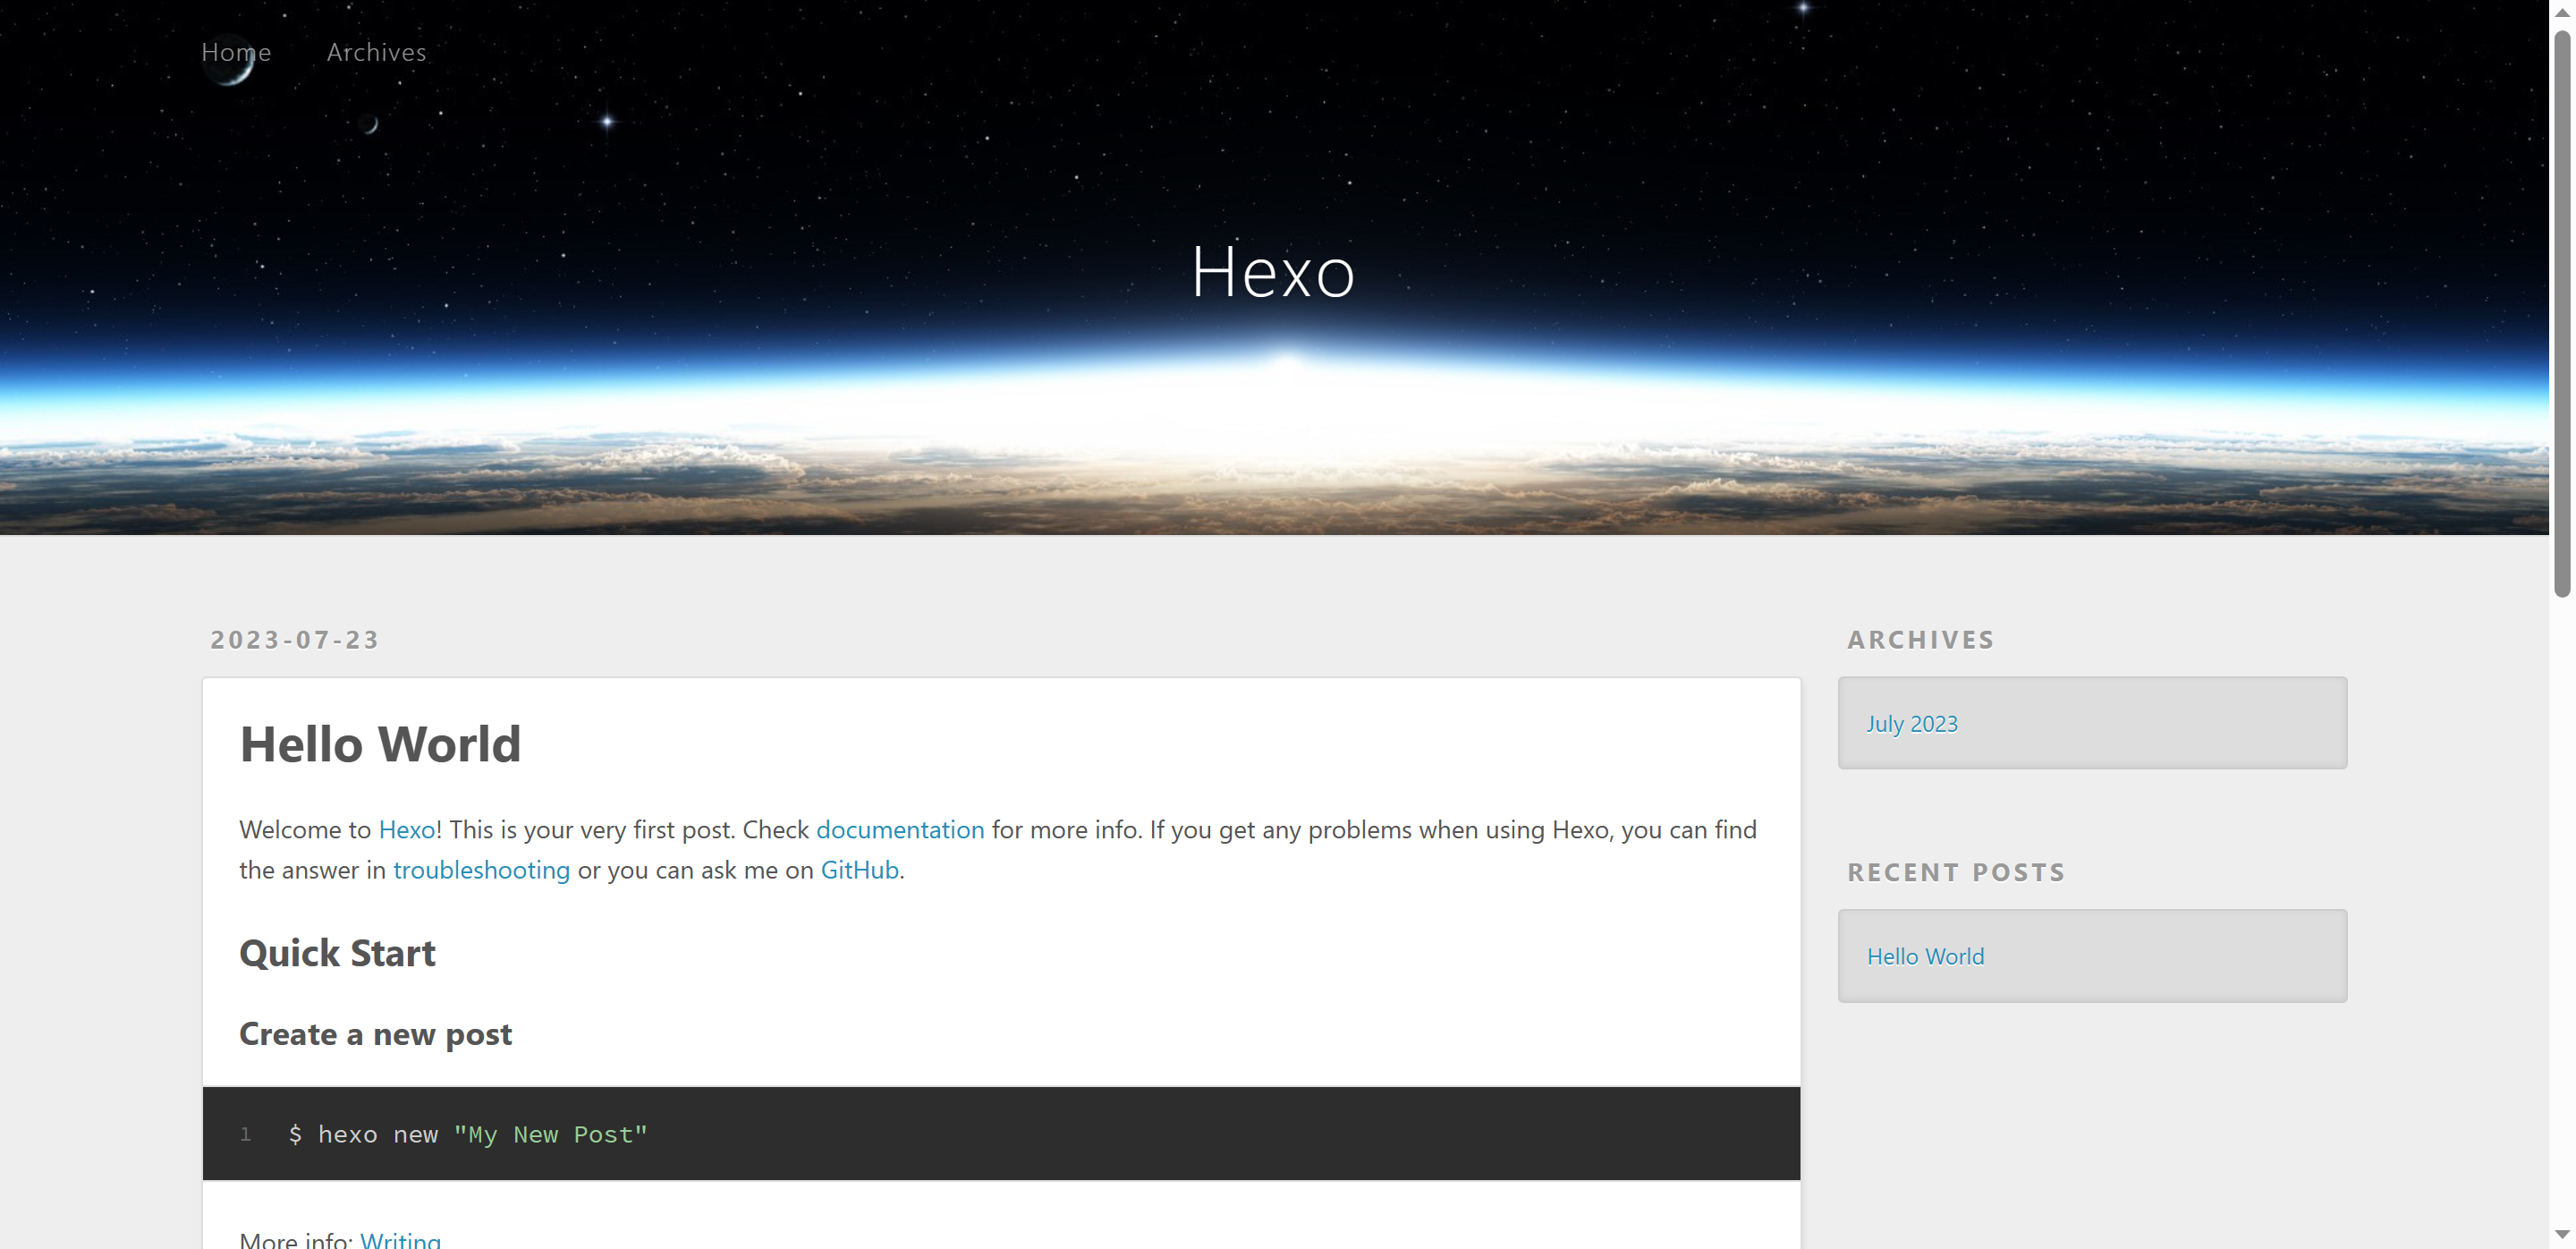 Home Archives
Hexo
2023-07-23
Hello World
Welcome to Hexo! This is your very first post. Check documentation for more info. If you get any problems when using Hexo, you can find
the answer in troubleshooting or you can ask me on GitHub.
Quick Start
Create a new post
1 $ hexo new "My New Post"
More info: Writing
ARCHIVES
July 2023
RECENT POSTS
Hello World